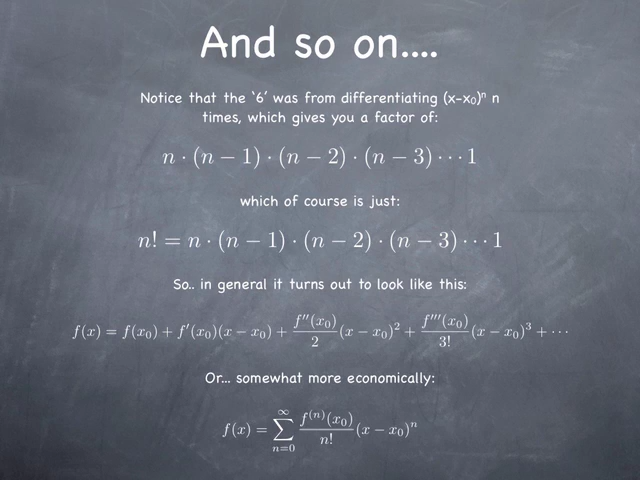 And so on....
Notice that the ‘6’ was from differentiating (x-x₀)ⁿ n
times, which gives you a factor of:
n · (n − 1) · (n − 2) · (n − 3) · · · 1
which of course is just:
n! = n · (n − 1) · (n − 2) · (n − 3) · · · 1
So.. in general it turns out to look like this:
f(x) = f(x₀) + f′(x₀)(x − x₀) + f′′(x₀)/2 (x − x₀)² + f′′′(x₀)/3! (x − x₀)³ + · · ·
Or... somewhat more economically:
f(x) = ∑_{n=0}^{∞} f⁽ⁿ⁾(x₀)/n! (x − x₀)ⁿ